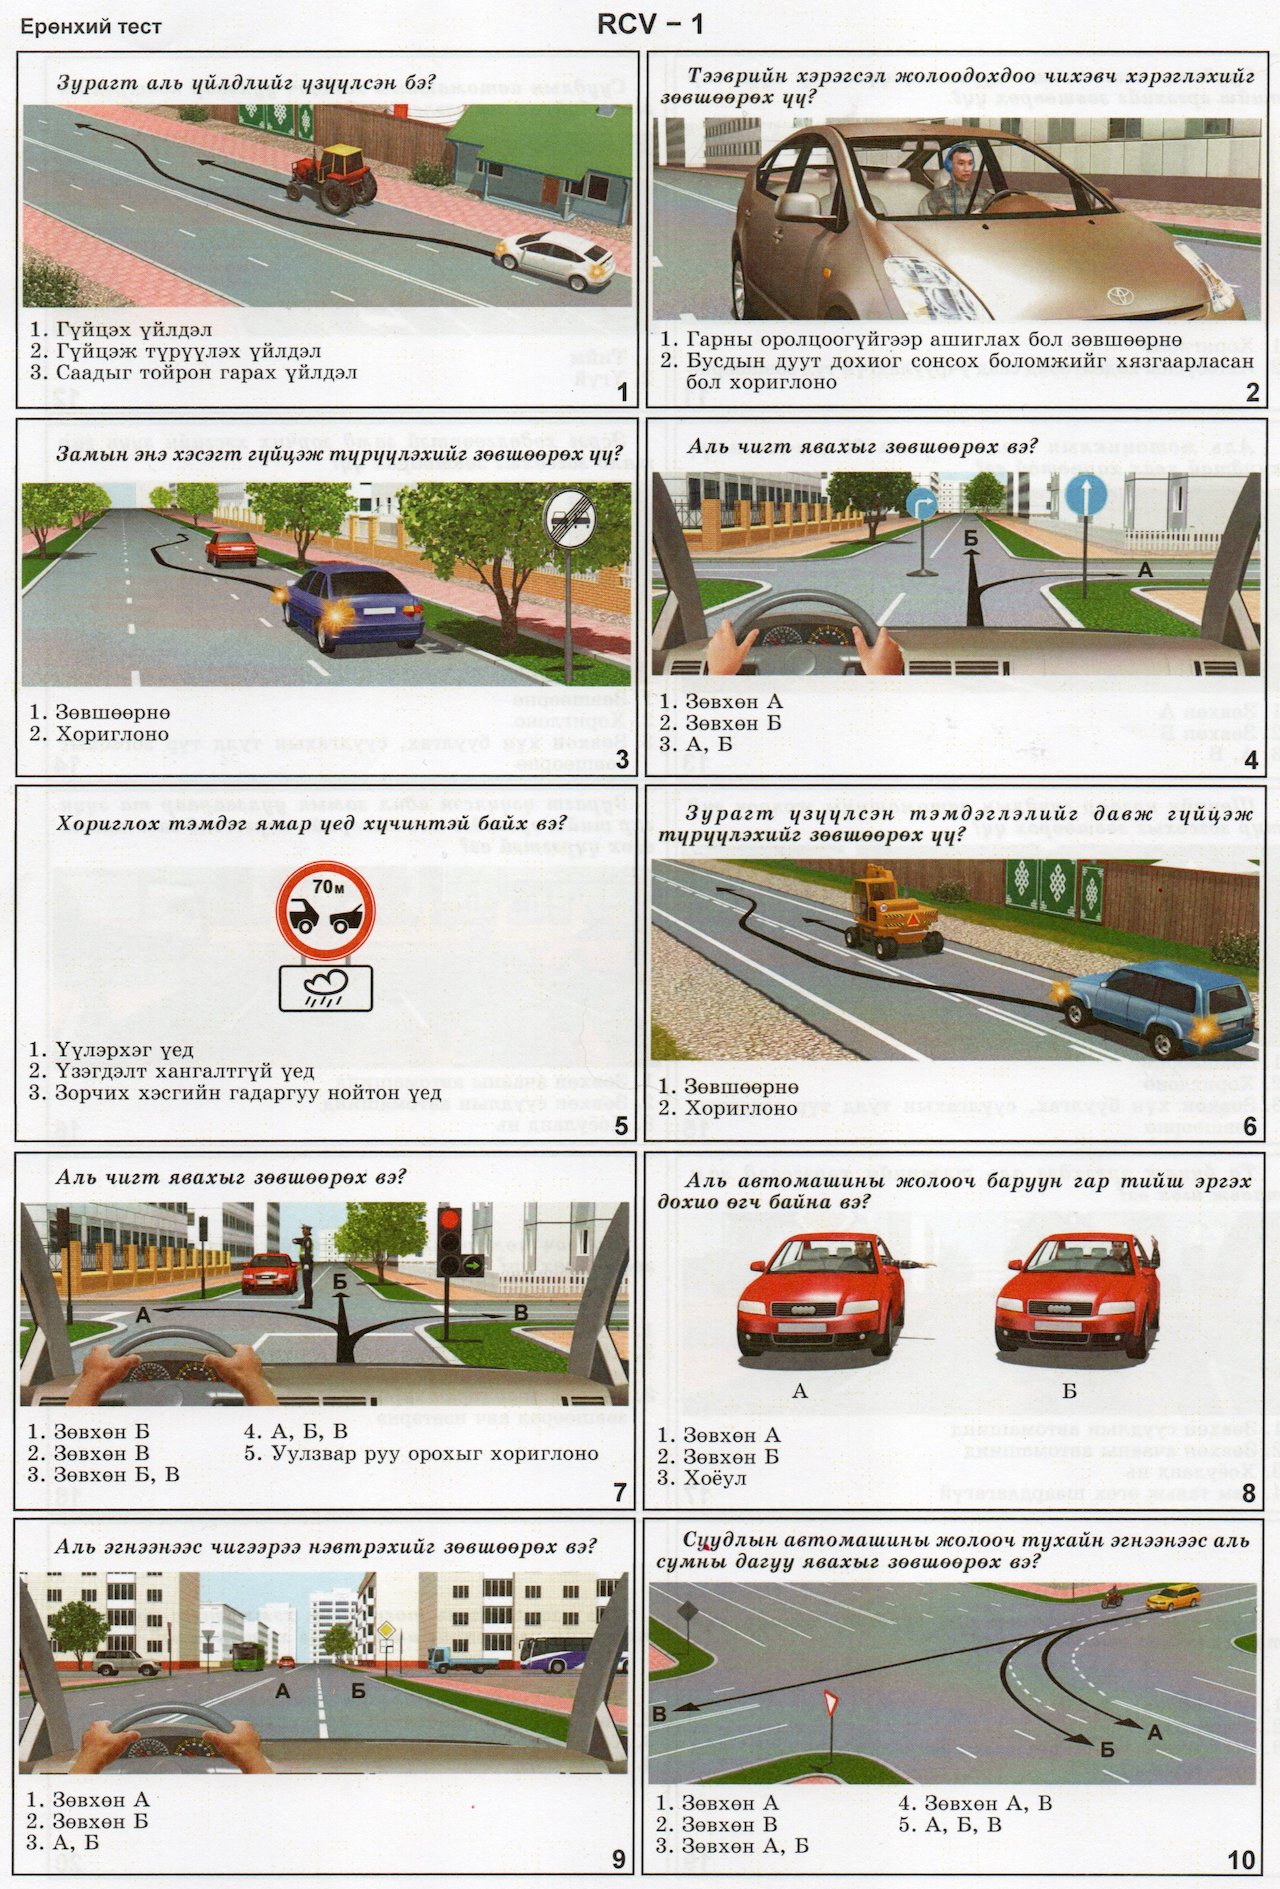 Ерөнхий тест
RCV – 1
Зурагт аль үйлдлийг үзүүлсэн бэ?
1. Гүйцэх үйлдэл
2. Гүйцэж түрүүлэх үйлдэл
3. Саадыг тойрон гарах үйлдэл
1
Тээврийн хэрэгсэл жолоодохдоо чихэвч хэрэглэхийг
зөвшөөрөх үү?
1. Гарны оролцоогүйгээр ашиглах бол зөвшөөрнө
2. Бусдын дуут дохиог сонсох боломжийг хязгаарласан
бол хориглоно
2
Замын энэ хэсэгт гүйцэж түрүүлэхийг зөвшөөрөх үү?
1. Зөвшөөрнө
2. Хориглоно
3
Аль чигт явахыг зөвшөөрөх вэ?
Б
А
1. Зөвхөн А
2. Зөвхөн Б
3. А, Б
4
Хориглох тэмдэг ямар үед хүчинтэй байх вэ?
70м
1. Үүлэрхэг үед
2. Үзэгдэлт хангалтгүй үед
3. Зорчих хэсгийн гадаргуу нойтон үед
5
Зурагт үзүүлсэн тэмдэглэлийг давж гүйцэж
түрүүлэхийг зөвшөөрөх үү?
1. Зөвшөөрнө
2. Хориглоно
6
Аль чигт явахыг зөвшөөрөх вэ?
А
Б
В
1. Зөвхөн Б
2. Зөвхөн В
3. Зөвхөн Б, В
4. А, Б, В
5. Уулзвар руу орохыг хориглоно
7
Аль автомашины жолооч баруун гар тийш эргэх
дохио өгч байна вэ?
А
Б
1. Зөвхөн А
2. Зөвхөн Б
3. Хоёул
8
Аль эгнээнээс чигээрээ нэвтрэхийг зөвшөөрөх вэ?
А
Б
1. Зөвхөн А
2. Зөвхөн Б
3. А, Б
9
Суудлын автомашины жолооч тухайн эгнээнээс аль
сумны дагуу явахыг зөвшөөрөх вэ?
В
Б
А
1. Зөвхөн А
2. Зөвхөн В
3. Зөвхөн А, Б
4. Зөвхөн А, В
5. А, Б, В
10